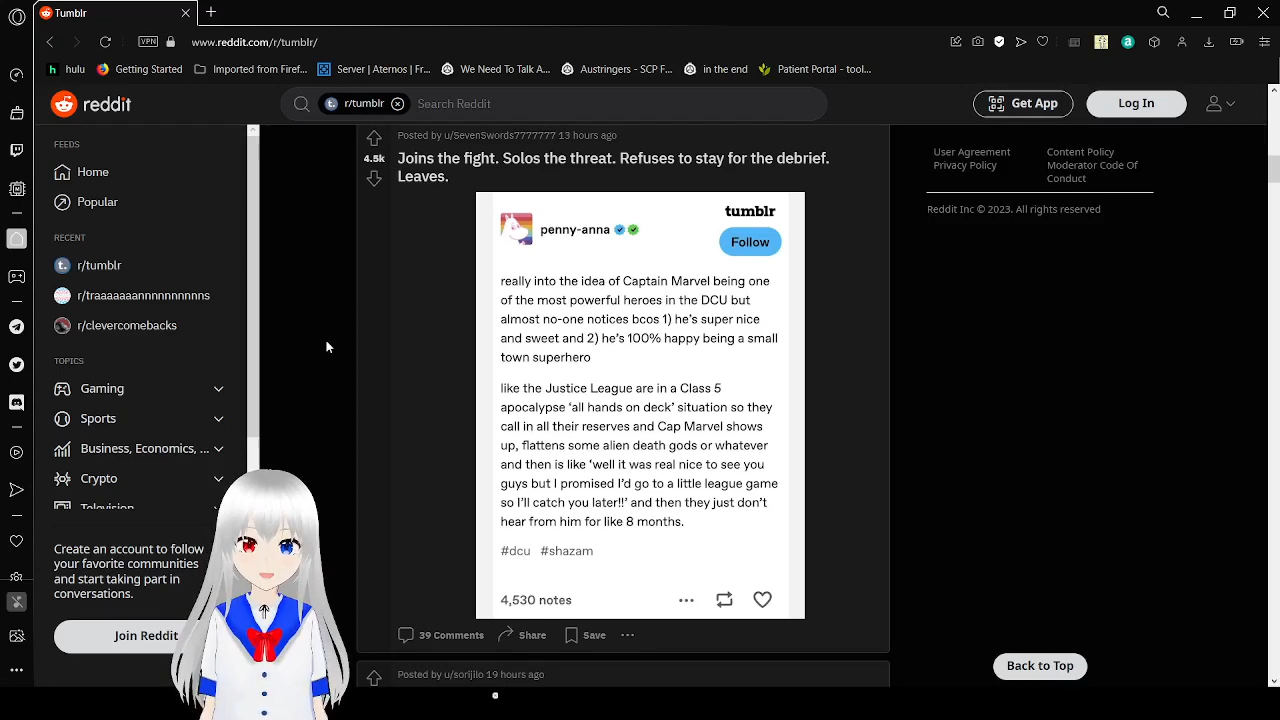 Tumblr
www.reddit.com/r/tumblr/
VPN
hulu
Getting Started
Imported from Firef...
Server | Aternos | Fr...
We Need To Talk A...
Austringers - SCP F...
in the end
Patient Portal - tool...
reddit
r/tumblr
Search Reddit
Get App
Log In
FEEDS
Home
Popular
RECENT
r/tumblr
r/traaaaaaannnnnnnnns
r/clevercomebacks
TOPICS
Gaming
Sports
Business, Economics, ...
Crypto
Television
Create an account to follow
your favorite communities
and start taking part in
conversations.
Join Reddit
Posted by u/SevenSwords7777777 13 hours ago
4.5k
Joins the fight. Solos the threat. Refuses to stay for the debrief.
Leaves.
tumblr
penny-anna
Follow
really into the idea of Captain Marvel being one
of the most powerful heroes in the DCU but
almost no-one notices bcos 1) he's super nice
and sweet and 2) he's 100% happy being a small
town superhero
like the Justice League are in a Class 5
apocalypse 'all hands on deck' situation so they
call in all their reserves and Cap Marvel shows
up, flattens some alien death gods or whatever
and then is like 'well it was real nice to see you
guys but I promised I'd go to a little league game
so I'll catch you later!!' and then they just don't
hear from him for like 8 months.
#dcu #shazam
4,530 notes
39 Comments
Share
Save
Posted by u/sorijilo 19 hours ago
User Agreement
Privacy Policy
Content Policy
Moderator Code Of
Conduct
Reddit Inc © 2023. All rights reserved
Back to Top